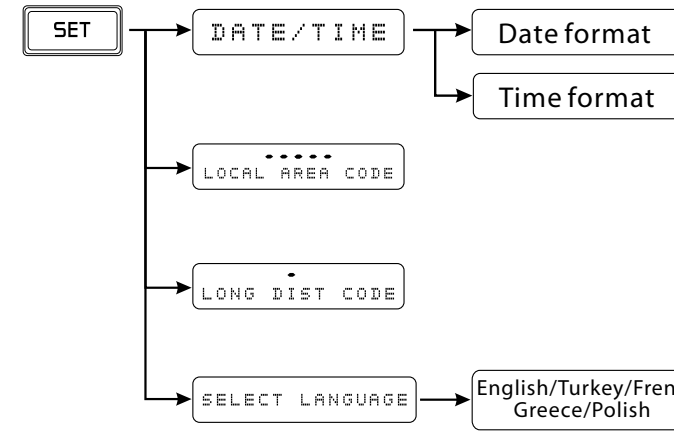 SET
DATE/TIME
Date format
Time format
LOCAL AREA CODE
LONG DIST CODE
SELECT LANGUAGE
English/Turkey/Fren
Greece/Polish